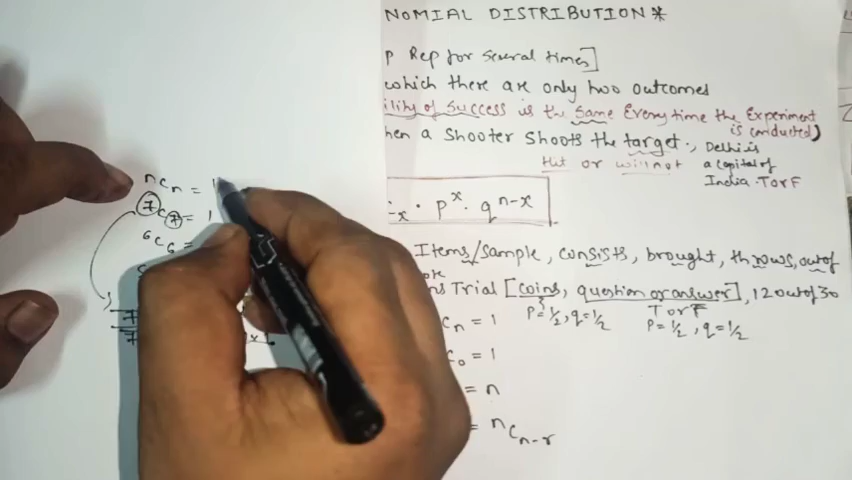 NOMIAL DISTRIBUTION*
p Rep for several times]
which there are only two outcomes
ility of success is the same Every time the Experiment
is conducted)
hen a shooter shoots the target., Delhi is
Hit or will not a capital of
India. T or F
nCn =
7C7 = 1
x · p^x · q^n-x
6C6 =
Items/sample, consists, brought, throws, out of
ns Trial [coins, question or answer], 12 out of 30
P=1/2, q=1/2 T or F
P=1/2, q=1/2
Cn = 1
C0 = 1
= n
= nCn-r